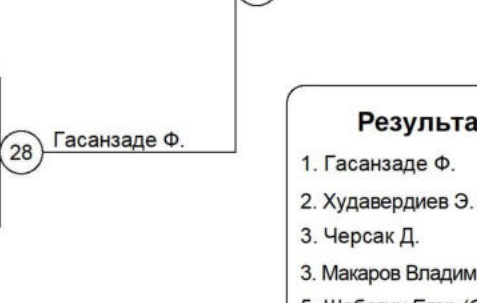 28
Гасанзаде Ф.
Результа
1. Гасанзаде Ф.
2. Худавердиев Э.
3. Черсак Д.
3. Макаров Владим